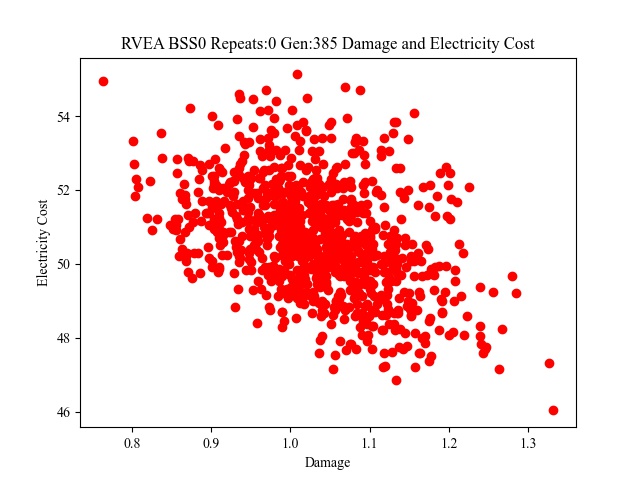 RVEA BSS0 Repeats:0 Gen:385 Damage and Electricity Cost
54
52
50
48
46
Electricity Cost
0.8 0.9 1.0 1.1 1.2 1.3
Damage